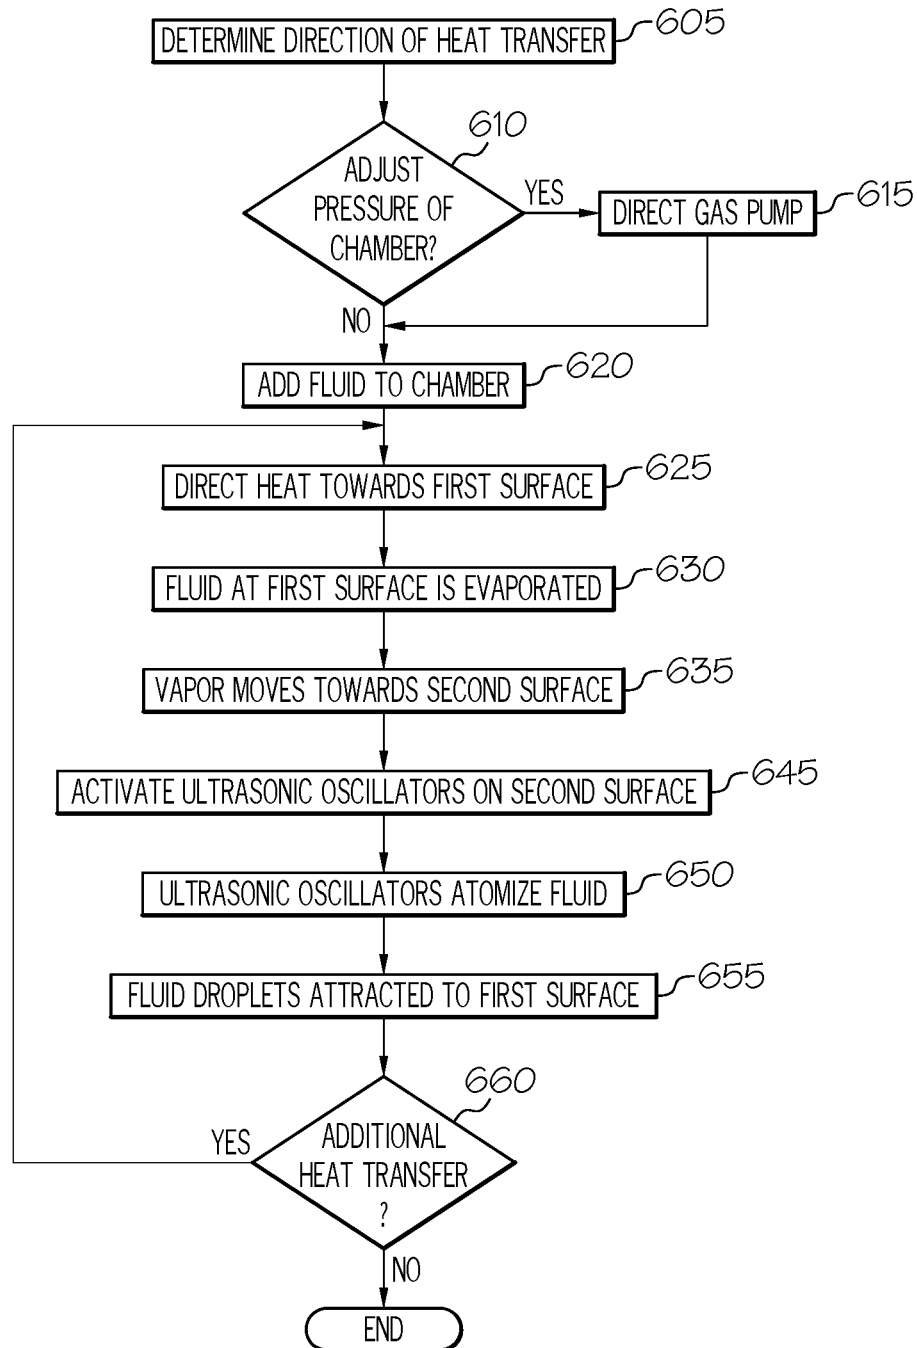 DETERMINE DIRECTION OF HEAT TRANSFER
605
610
ADJUST
PRESSURE OF
CHAMBER?
YES
DIRECT GAS PUMP
615
NO
ADD FLUID TO CHAMBER
620
DIRECT HEAT TOWARDS FIRST SURFACE
625
FLUID AT FIRST SURFACE IS EVAPORATED
630
VAPOR MOVES TOWARDS SECOND SURFACE
635
ACTIVATE ULTRASONIC OSCILLATORS ON SECOND SURFACE
645
ULTRASONIC OSCILLATORS ATOMIZE FLUID
650
FLUID DROPLETS ATTRACTED TO FIRST SURFACE
655
660
YES
ADDITIONAL
HEAT TRANSFER
?
NO
END